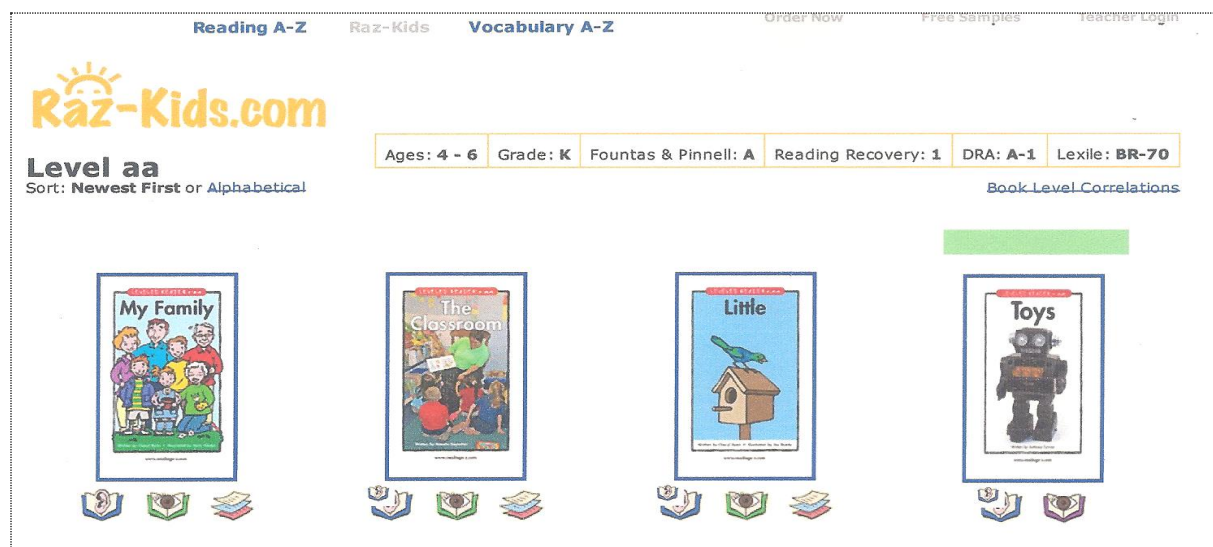 Reading A-Z Raz-Kids Vocabulary A-Z Order Now Free Samples Teacher Login
Raz-Kids.com
Ages: 4 - 6 Grade: K Fountas & Pinnell: A Reading Recovery: 1 DRA: A-1 Lexile: BR-70
Level aa
Sort: Newest First or Alphabetical
Book Level Correlations
My Family
The
Classroom
Little
Toys